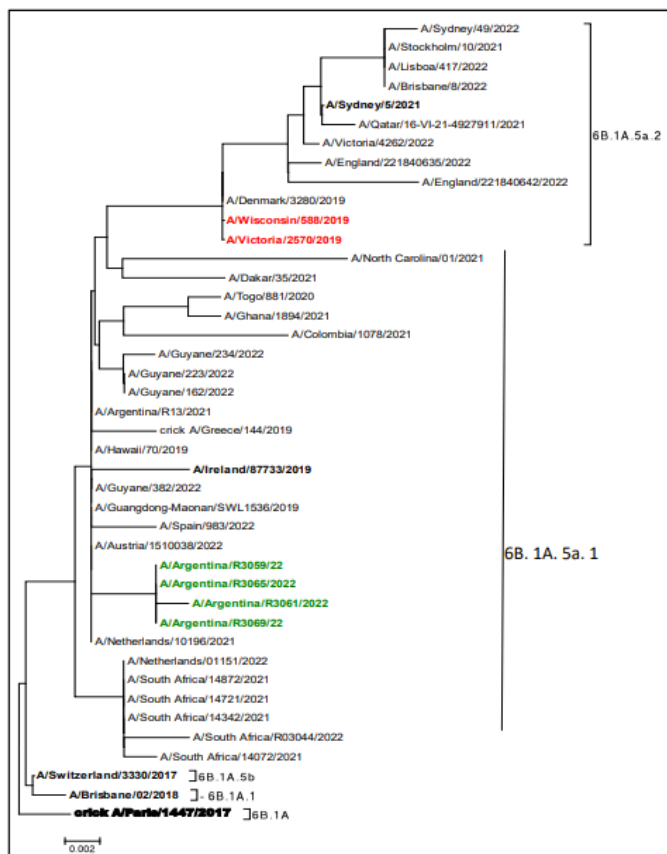 A/Sydney/49/2022
A/Stockholm/10/2021
A/Lisboa/417/2022
A/Brisbane/8/2022
A/Sydney/5/2021
A/Qatar/16-VI-21-4927911/2021
6B.1A.5a.2
A/Victoria/4262/2022
A/England/221840635/2022
A/England/221840642/2022
A/Denmark/3280/2019
A/Wisconsin/588/2019
A/Victoria/2570/2019
A/North Carolina/01/2021
A/Dakar/35/2021
A/Togo/881/2020
A/Ghana/1894/2021
A/Colombia/1078/2021
A/Guyane/234/2022
A/Guyane/223/2022
A/Guyane/162/2022
A/Argentina/R13/2021
crick A/Greece/144/2019
A/Hawaii/70/2019
A/Ireland/87733/2019
A/Guyane/382/2022
A/Guangdong-Maonan/SWL1536/2019
A/Spain/983/2022
A/Austria/1510038/2022
6B. 1A. 5a. 1
A/Argentina/R3059/22
A/Argentina/R3065/2022
A/Argentina/R3061/2022
A/Argentina/R3069/22
A/Netherlands/10196/2021
A/Netherlands/01151/2022
A/South Africa/14872/2021
A/South Africa/14721/2021
A/South Africa/14342/2021
A/South Africa/R03044/2022
A/South Africa/14072/2021
A/Switzerland/3330/2017 6B.1A.5b
A/Brisbane/02/2018 - 6B.1A.1
crick A/Paris/1447/2017 6B.1A
0.002